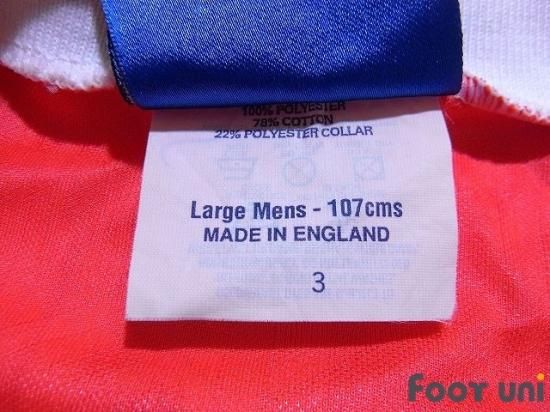 100% POLYESTER
78% COTTON
22% POLYESTER COLLAR
Large Mens - 107cms
MADE IN ENGLAND
3
Foot Uni